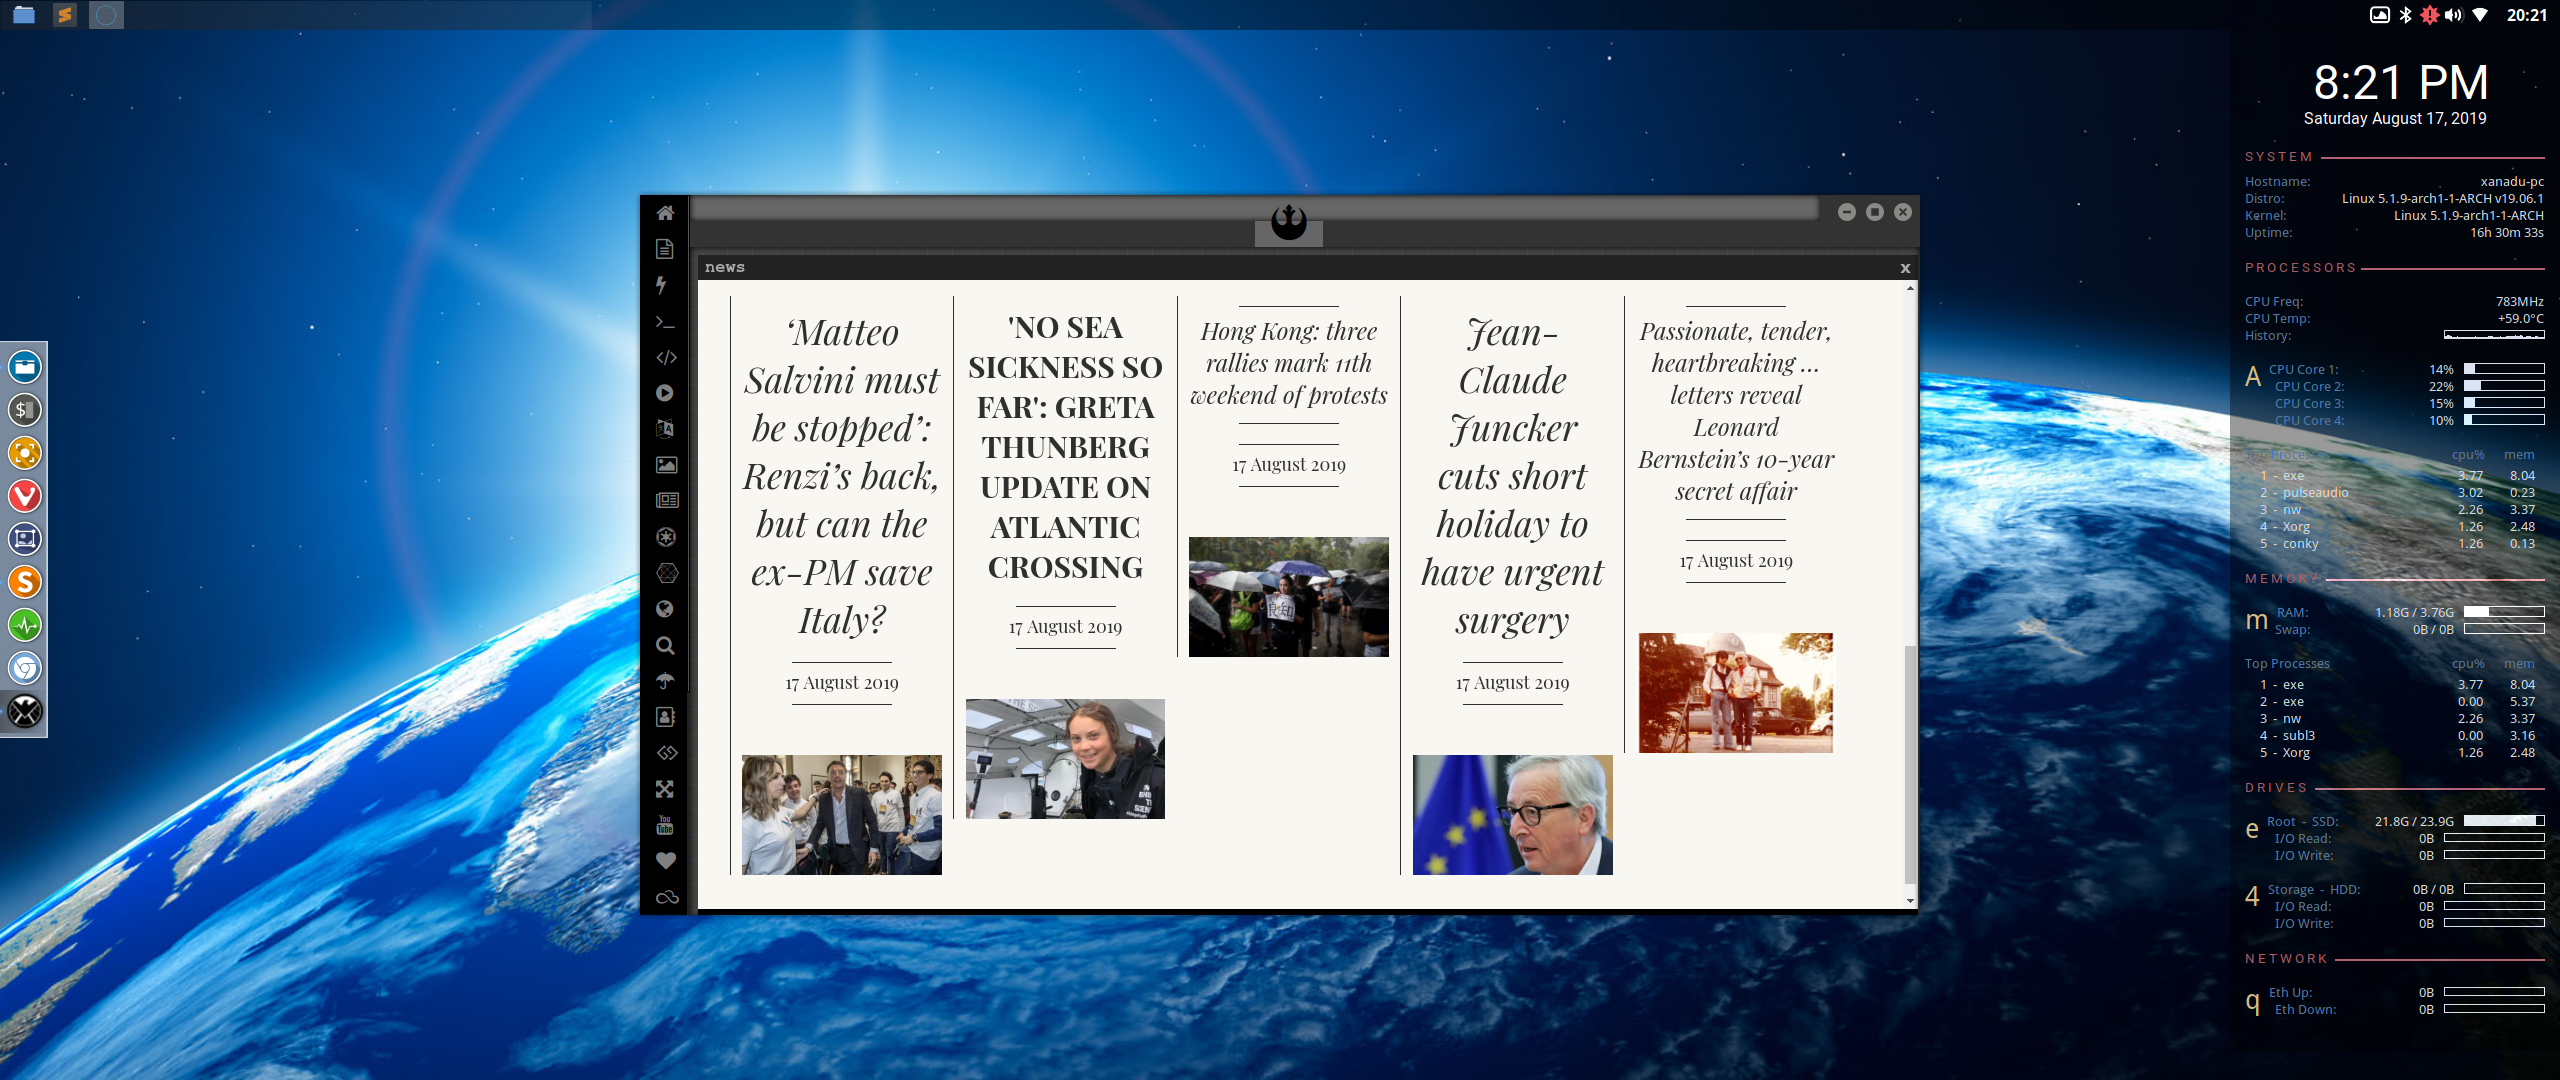 20:21
8:21 PM
Saturday August 17, 2019
SYSTEM
Hostname: xanadu-pc
Distro: Linux 5.1.9-arch1-1-ARCH v19.06.1
Kernel: Linux 5.1.9-arch1-1-ARCH
Uptime: 16h 30m 33s
PROCESSORS
CPU Freq: 783MHz
CPU Temp: +59.0°C
History:
A CPU Core 1: 14%
CPU Core 2: 22%
CPU Core 3: 15%
CPU Core 4: 10%
Top Processes cpu% mem
1 - exe 3.77 8.04
2 - pulseaudio 3.02 0.23
3 - nw 2.26 3.37
4 - Xorg 1.26 2.48
5 - conky 1.26 0.13
MEMORY
m RAM: 1.18G / 3.76G
Swap: 0B / 0B
Top Processes cpu% mem
1 - exe 3.77 8.04
2 - exe 0.00 5.37
3 - nw 2.26 3.37
4 - subl3 0.00 3.16
5 - Xorg 1.26 2.48
DRIVES
e Root - SSD: 21.8G / 23.9G
I/O Read: 0B
I/O Write: 0B
4 Storage - HDD: 0B / 0B
I/O Read: 0B
I/O Write: 0B
NETWORK
q Eth Up: 0B
Eth Down: 0B
news x
‘Matteo
Salvini must
be stopped’:
Renzi’s back,
but can the
ex-PM save
Italy?
17 August 2019
'NO SEA
SICKNESS SO
FAR': GRETA
THUNBERG
UPDATE ON
ATLANTIC
CROSSING
17 August 2019
Hong Kong: three
rallies mark 11th
weekend of protests
17 August 2019
Jean-
Claude
Juncker
cuts short
holiday to
have urgent
surgery
17 August 2019
Passionate, tender,
heartbreaking …
letters reveal
Leonard
Bernstein’s 10-year
secret affair
17 August 2019
You
Tube
$
S